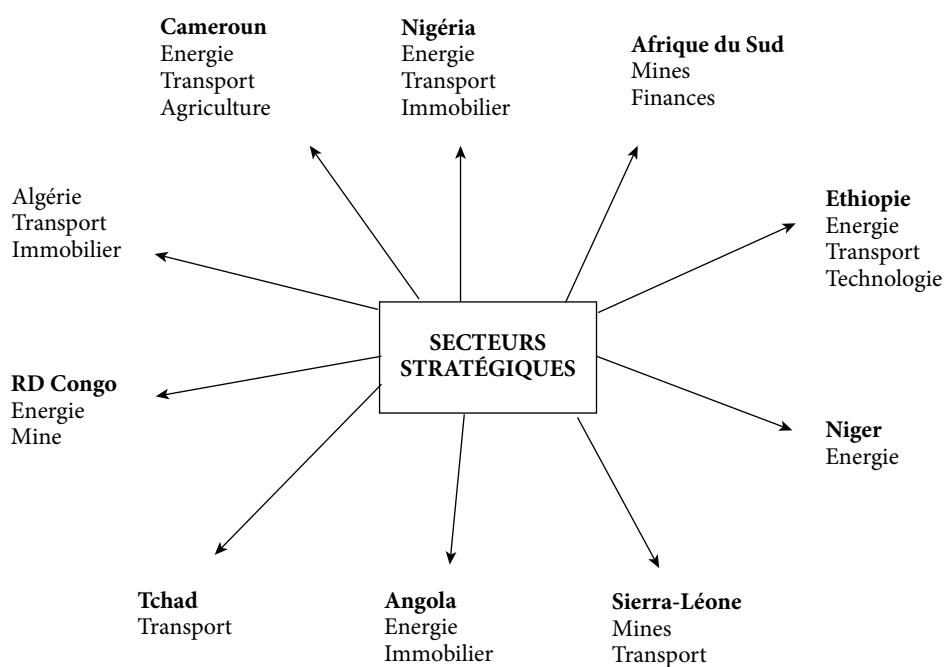 Cameroun
Energie
Transport
Agriculture
Nigéria
Energie
Transport
Immobilier
Afrique du Sud
Mines
Finances
Algérie
Transport
Immobilier
Ethiopie
Energie
Transport
Technologie
SECTEURS
STRATÉGIQUES
RD Congo
Energie
Mine
Niger
Energie
Tchad
Transport
Angola
Energie
Immobilier
Sierra-Léone
Mines
Transport